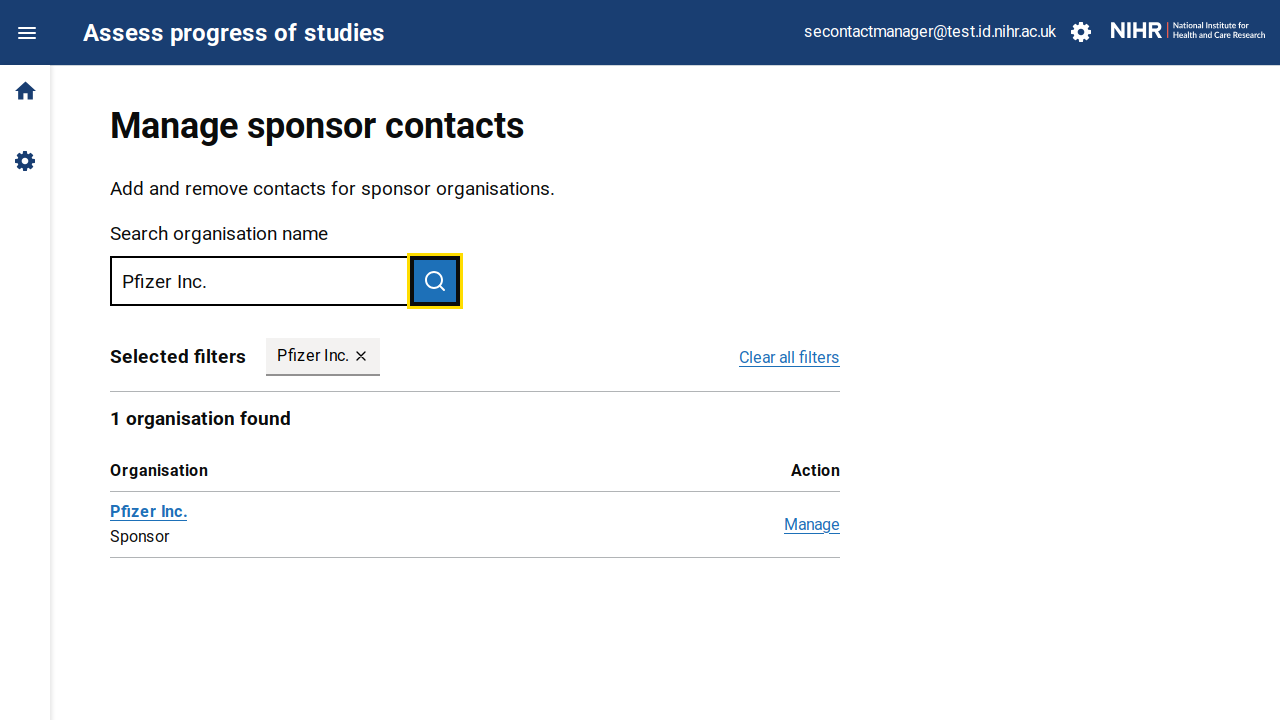 Assess progress of studies
secontactmanager@test.id.nihr.ac.uk
NIHR
National Institute for
Health and Care Research
Manage sponsor contacts
Add and remove contacts for sponsor organisations.
Search organisation name
Pfizer Inc.
Selected filters
Pfizer Inc.
Clear all filters
1 organisation found
Organisation
Action
Pfizer Inc.
Sponsor
Manage